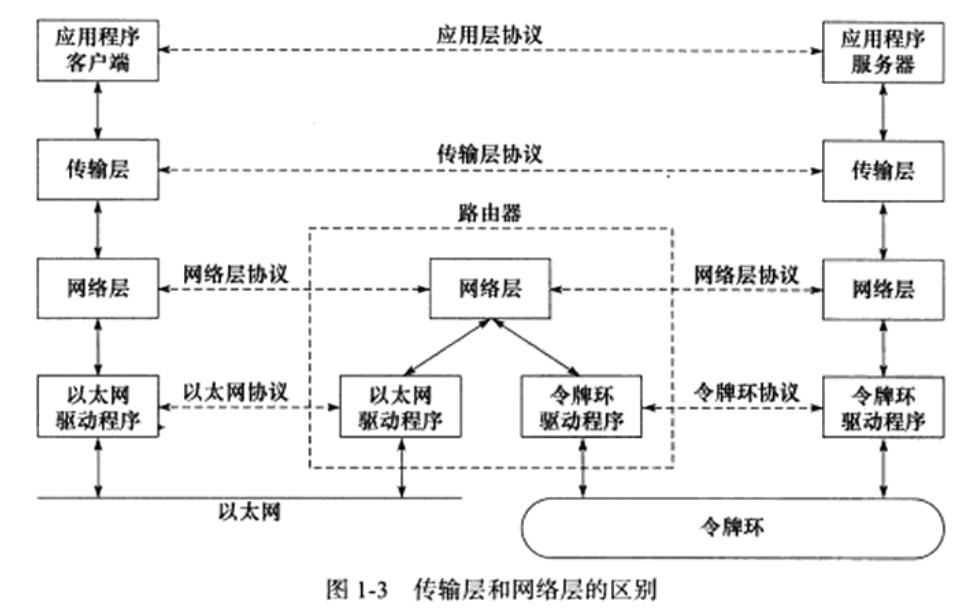 应用程序
客户端
应用层协议
应用程序
服务器
传输层
传输层协议
传输层
路由器
网络层
网络层协议
网络层
网络层协议
网络层
以太网
驱动程序
以太网协议
以太网
驱动程序
令牌环
驱动程序
令牌环协议
令牌环
驱动程序
以太网
令牌环
图 1-3 传输层和网络层的区别